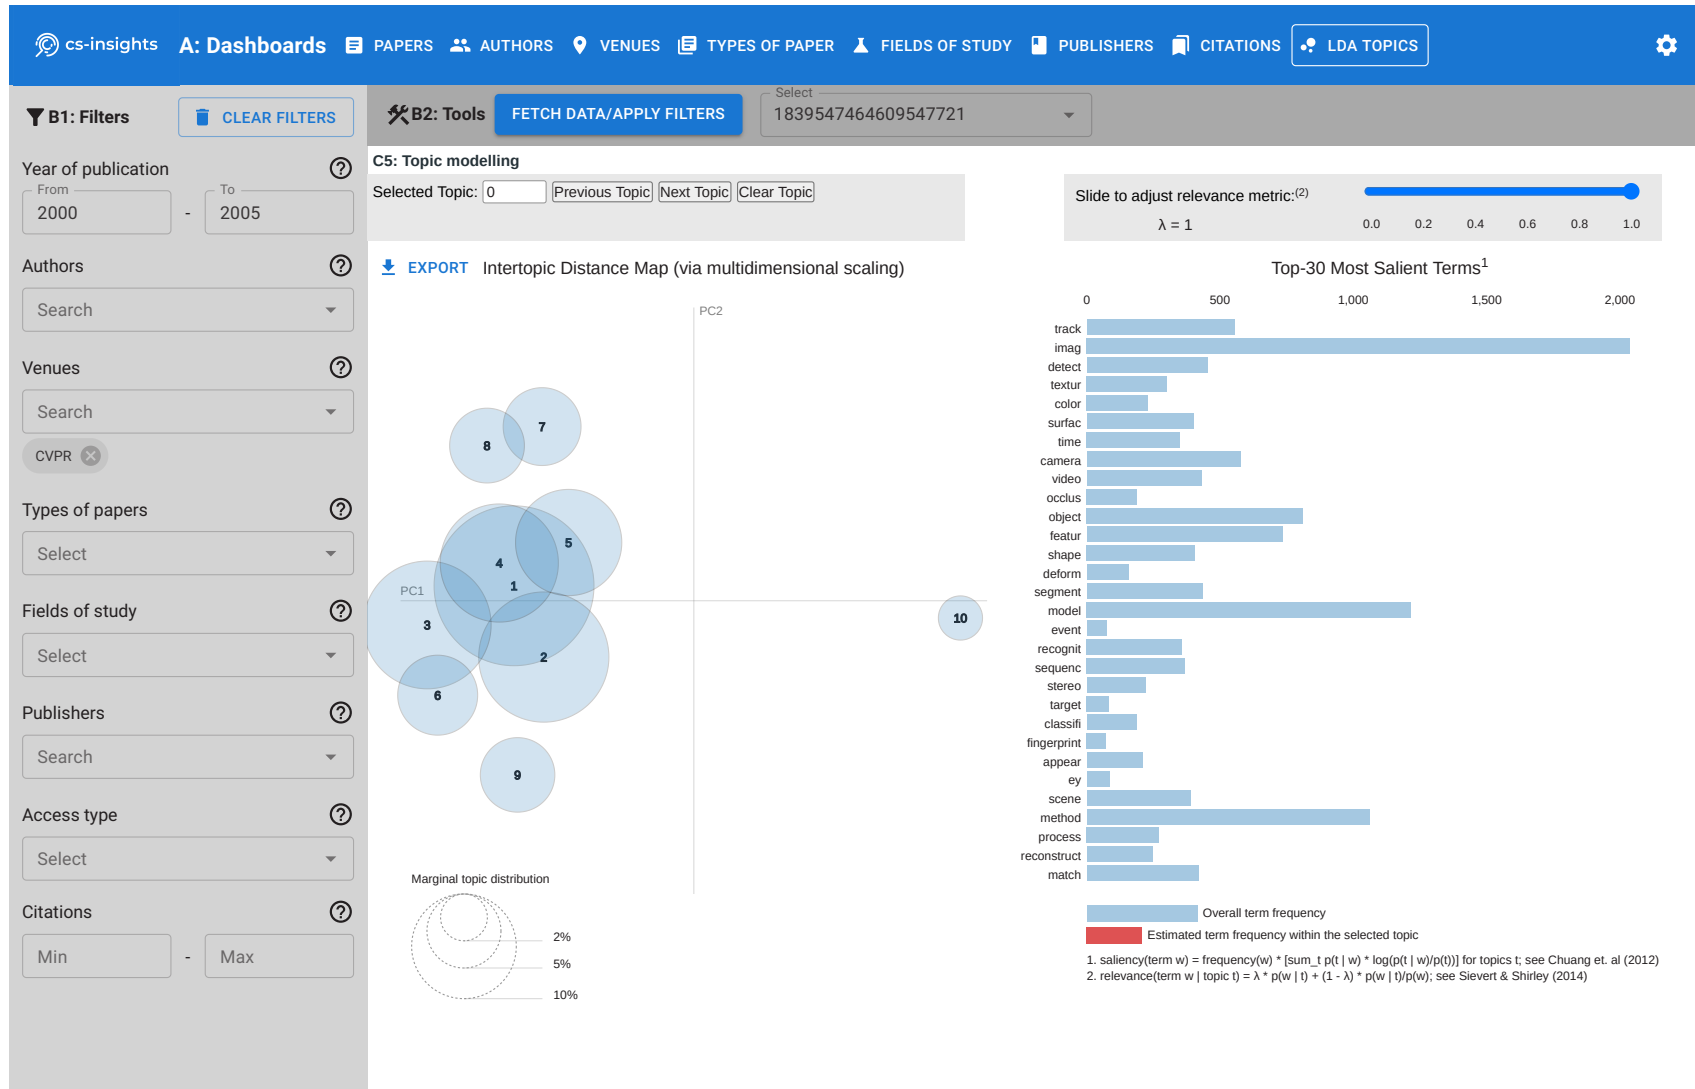 cs-insights A: Dashboards PAPERS AUTHORS VENUES TYPES OF PAPER FIELDS OF STUDY PUBLISHERS CITATIONS LDA TOPICS
B1: Filters CLEAR FILTERS
Year of publication
From To
2000 - 2005
Authors
Search
Venues
Search
CVPR
Types of papers
Select
Fields of study
Select
Publishers
Search
Access type
Select
Citations
Min - Max
B2: Tools FETCH DATA/APPLY FILTERS
Select
1839547464609547721
C5: Topic modelling
Selected Topic: 0 Previous Topic Next Topic Clear Topic
Slide to adjust relevance metric:(2)
λ = 1
0.0 0.2 0.4 0.6 0.8 1.0
EXPORT Intertopic Distance Map (via multidimensional scaling)
PC2
7
8
5
4
1
PC1
10
3
2
6
9
Marginal topic distribution
2%
5%
10%
Top-30 Most Salient Terms1
0 500 1,000 1,500 2,000
track
imag
detect
textur
color
surfac
time
camera
video
occlus
object
featur
shape
deform
segment
model
event
recognit
sequenc
stereo
target
classifi
fingerprint
appear
ey
scene
method
process
reconstruct
match
Overall term frequency
Estimated term frequency within the selected topic
1. saliency(term w) = frequency(w) * [sum_t p(t | w) * log(p(t | w)/p(t))] for topics t; see Chuang et. al (2012)
2. relevance(term w | topic t) = λ * p(w | t) + (1 - λ) * p(w | t)/p(w); see Sievert & Shirley (2014)